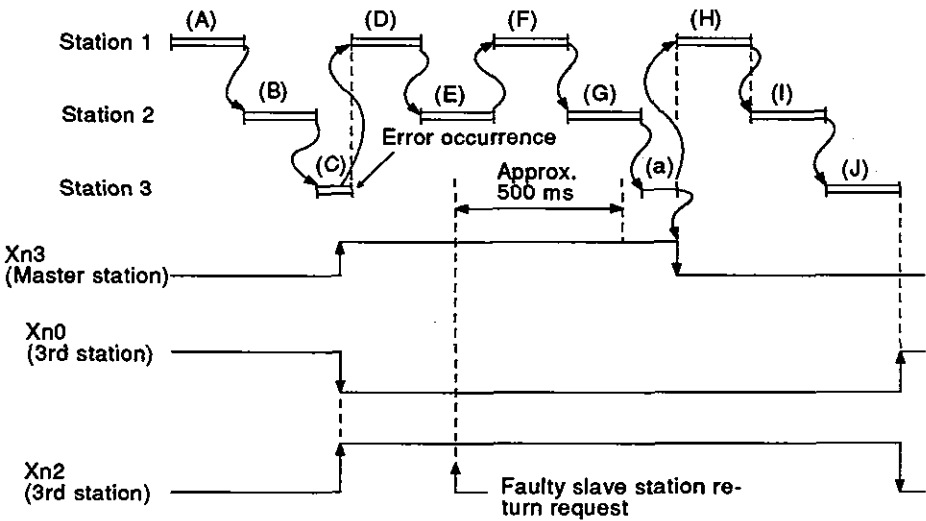 (A)
(D)
(F)
(H)
Station 1
(B)
(E)
(G)
(I)
Station 2
Error occurrence
(C)
(a)
(J)
Station 3
Approx.
500 ms
Xn3
(Master station)
Xn0
(3rd station)
Xn2
(3rd station)
Faulty slave station re-
turn request